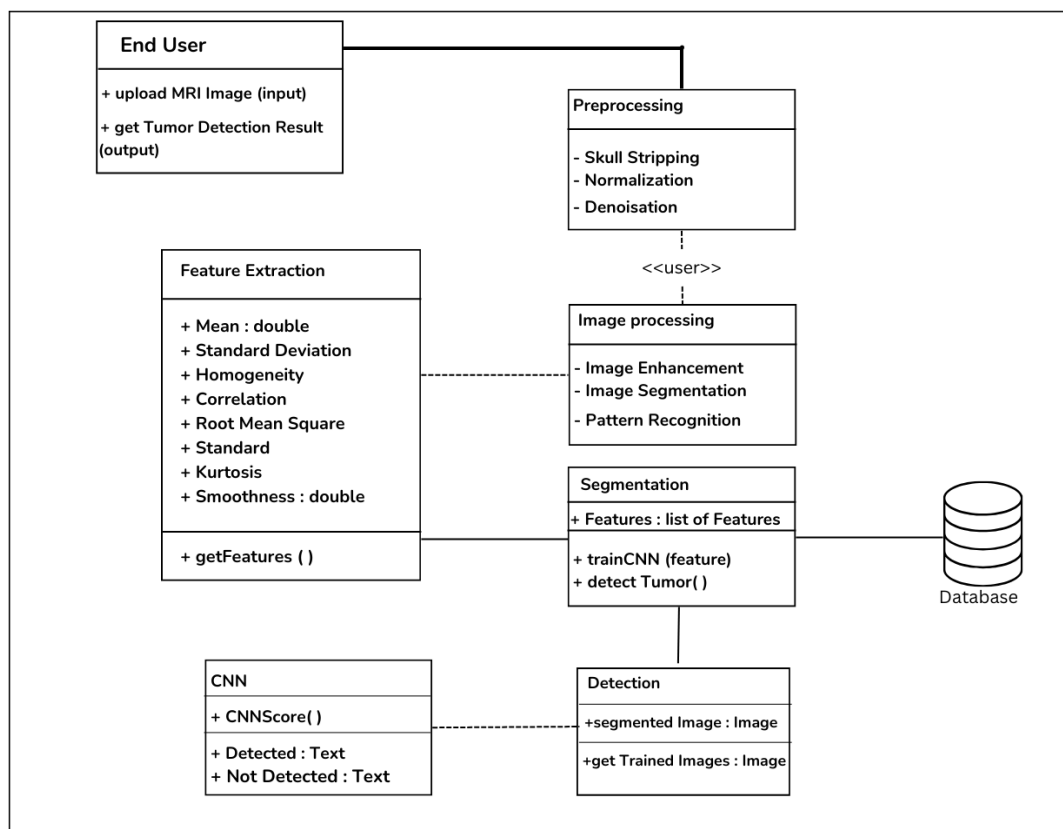 End User
+ upload MRI Image (input)
+ get Tumor Detection Result
(output)
Preprocessing
- Skull Stripping
- Normalization
- Denoisation
<<user>>
Feature Extraction
+ Mean : double
+ Standard Deviation
+ Homogeneity
+ Correlation
+ Root Mean Square
+ Standard
+ Kurtosis
+ Smoothness : double
+ getFeatures ( )
Image processing
- Image Enhancement
- Image Segmentation
- Pattern Recognition
Segmentation
+ Features : list of Features
+ trainCNN (feature)
+ detect Tumor( )
Database
CNN
+ CNNScore( )
+ Detected : Text
+ Not Detected : Text
Detection
+segmented Image : Image
+get Trained Images : Image